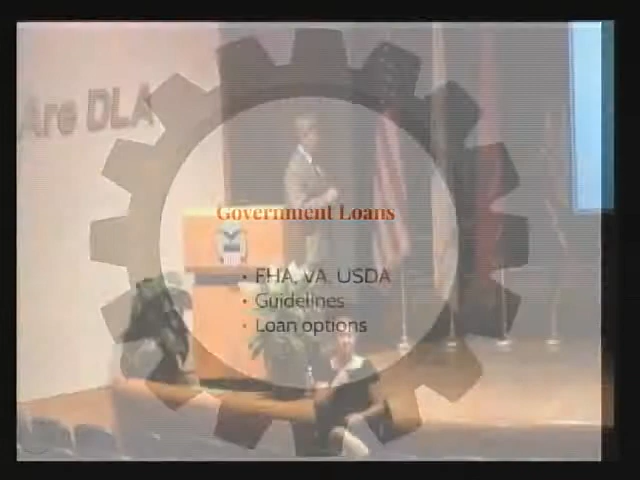 Are DLA
Government Loans
• FHA, VA, USDA
• Guidelines
• Loan options